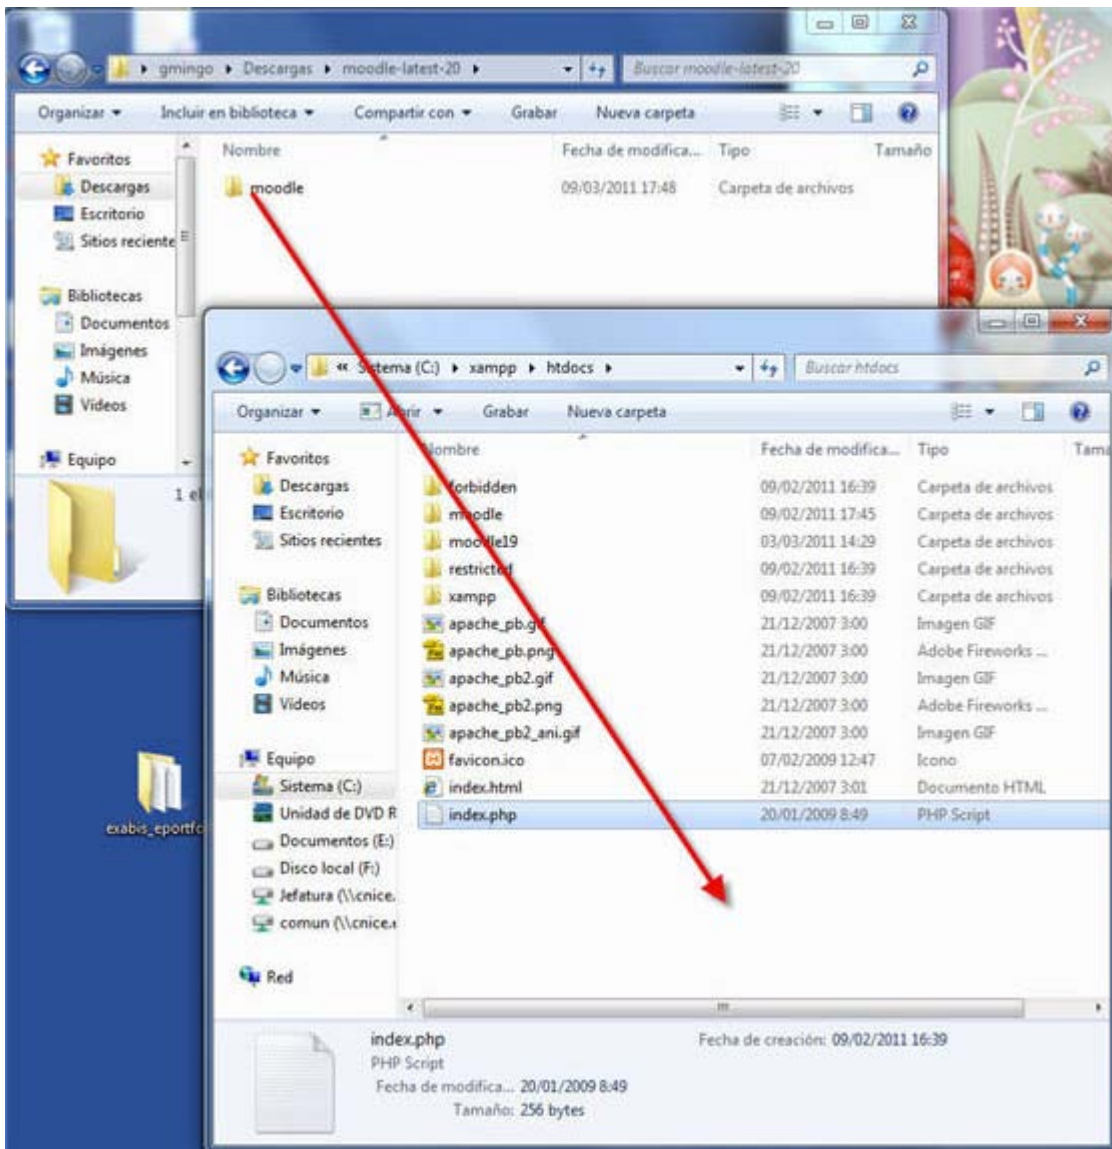 gmingo ▸ Descargas ▸ moodle-latest-20 ▸ Buscar moodle-latest-20
Organizar Incluir en biblioteca Compartir con Grabar Nueva carpeta
Nombre Fecha de modifica... Tipo Tamaño
moodle 09/03/2011 17:48 Carpeta de archivos
Favoritos
Descargas
Escritorio
Sitios reciente
Bibliotecas
Documentos
Imágenes
Música
Vídeos
Equipo
1 el
exabis_eportfo
« Sistema (C:) ▸ xampp ▸ htdocs ▸ Buscar htdocs
Organizar Abrir Grabar Nueva carpeta
Favoritos
Descargas
Escritorio
Sitios recientes
Bibliotecas
Documentos
Imágenes
Música
Vídeos
Equipo
Sistema (C:)
Unidad de DVD R
Documentos (E:)
Disco local (F:)
Jefatura (\\cnice.
comun (\\cnice.e
Red
Nombre Fecha de modifica... Tipo Tama
forbidden 09/02/2011 16:39 Carpeta de archivos
moodle 09/02/2011 17:45 Carpeta de archivos
moodle19 03/03/2011 14:29 Carpeta de archivos
restricted 09/02/2011 16:39 Carpeta de archivos
xampp 09/02/2011 16:39 Carpeta de archivos
apache_pb.gif 21/12/2007 3:00 Imagen GIF
apache_pb.png 21/12/2007 3:00 Adobe Fireworks ...
apache_pb2.gif 21/12/2007 3:00 Imagen GIF
apache_pb2.png 21/12/2007 3:00 Adobe Fireworks ...
apache_pb2_ani.gif 21/12/2007 3:00 Imagen GIF
favicon.ico 07/02/2009 12:47 Icono
index.html 21/12/2007 3:01 Documento HTML
index.php 20/01/2009 8:49 PHP Script
index.php Fecha de creación: 09/02/2011 16:39
PHP Script
Fecha de modifica... 20/01/2009 8:49
Tamaño: 256 bytes